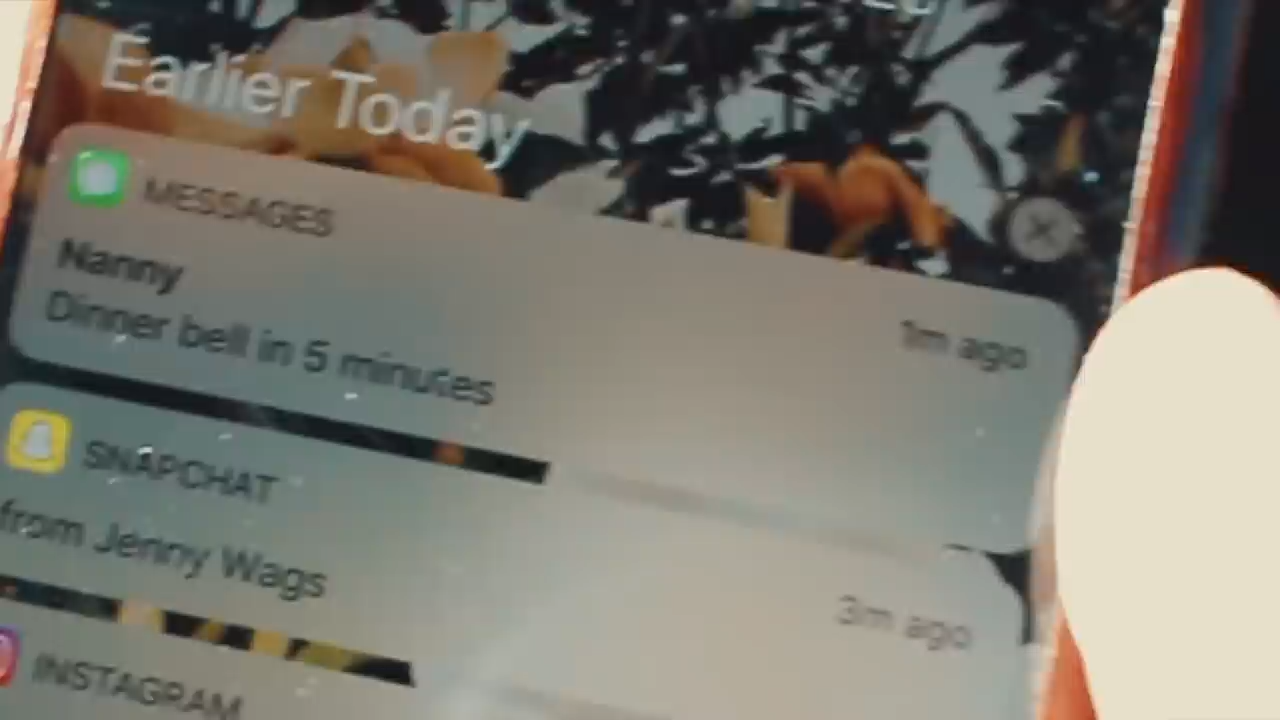 Earlier Today
MESSAGES
Nanny
1m ago
Dinner bell in 5 minutes
SNAPCHAT
from Jenny Wags
3m ago
INSTAGRAM